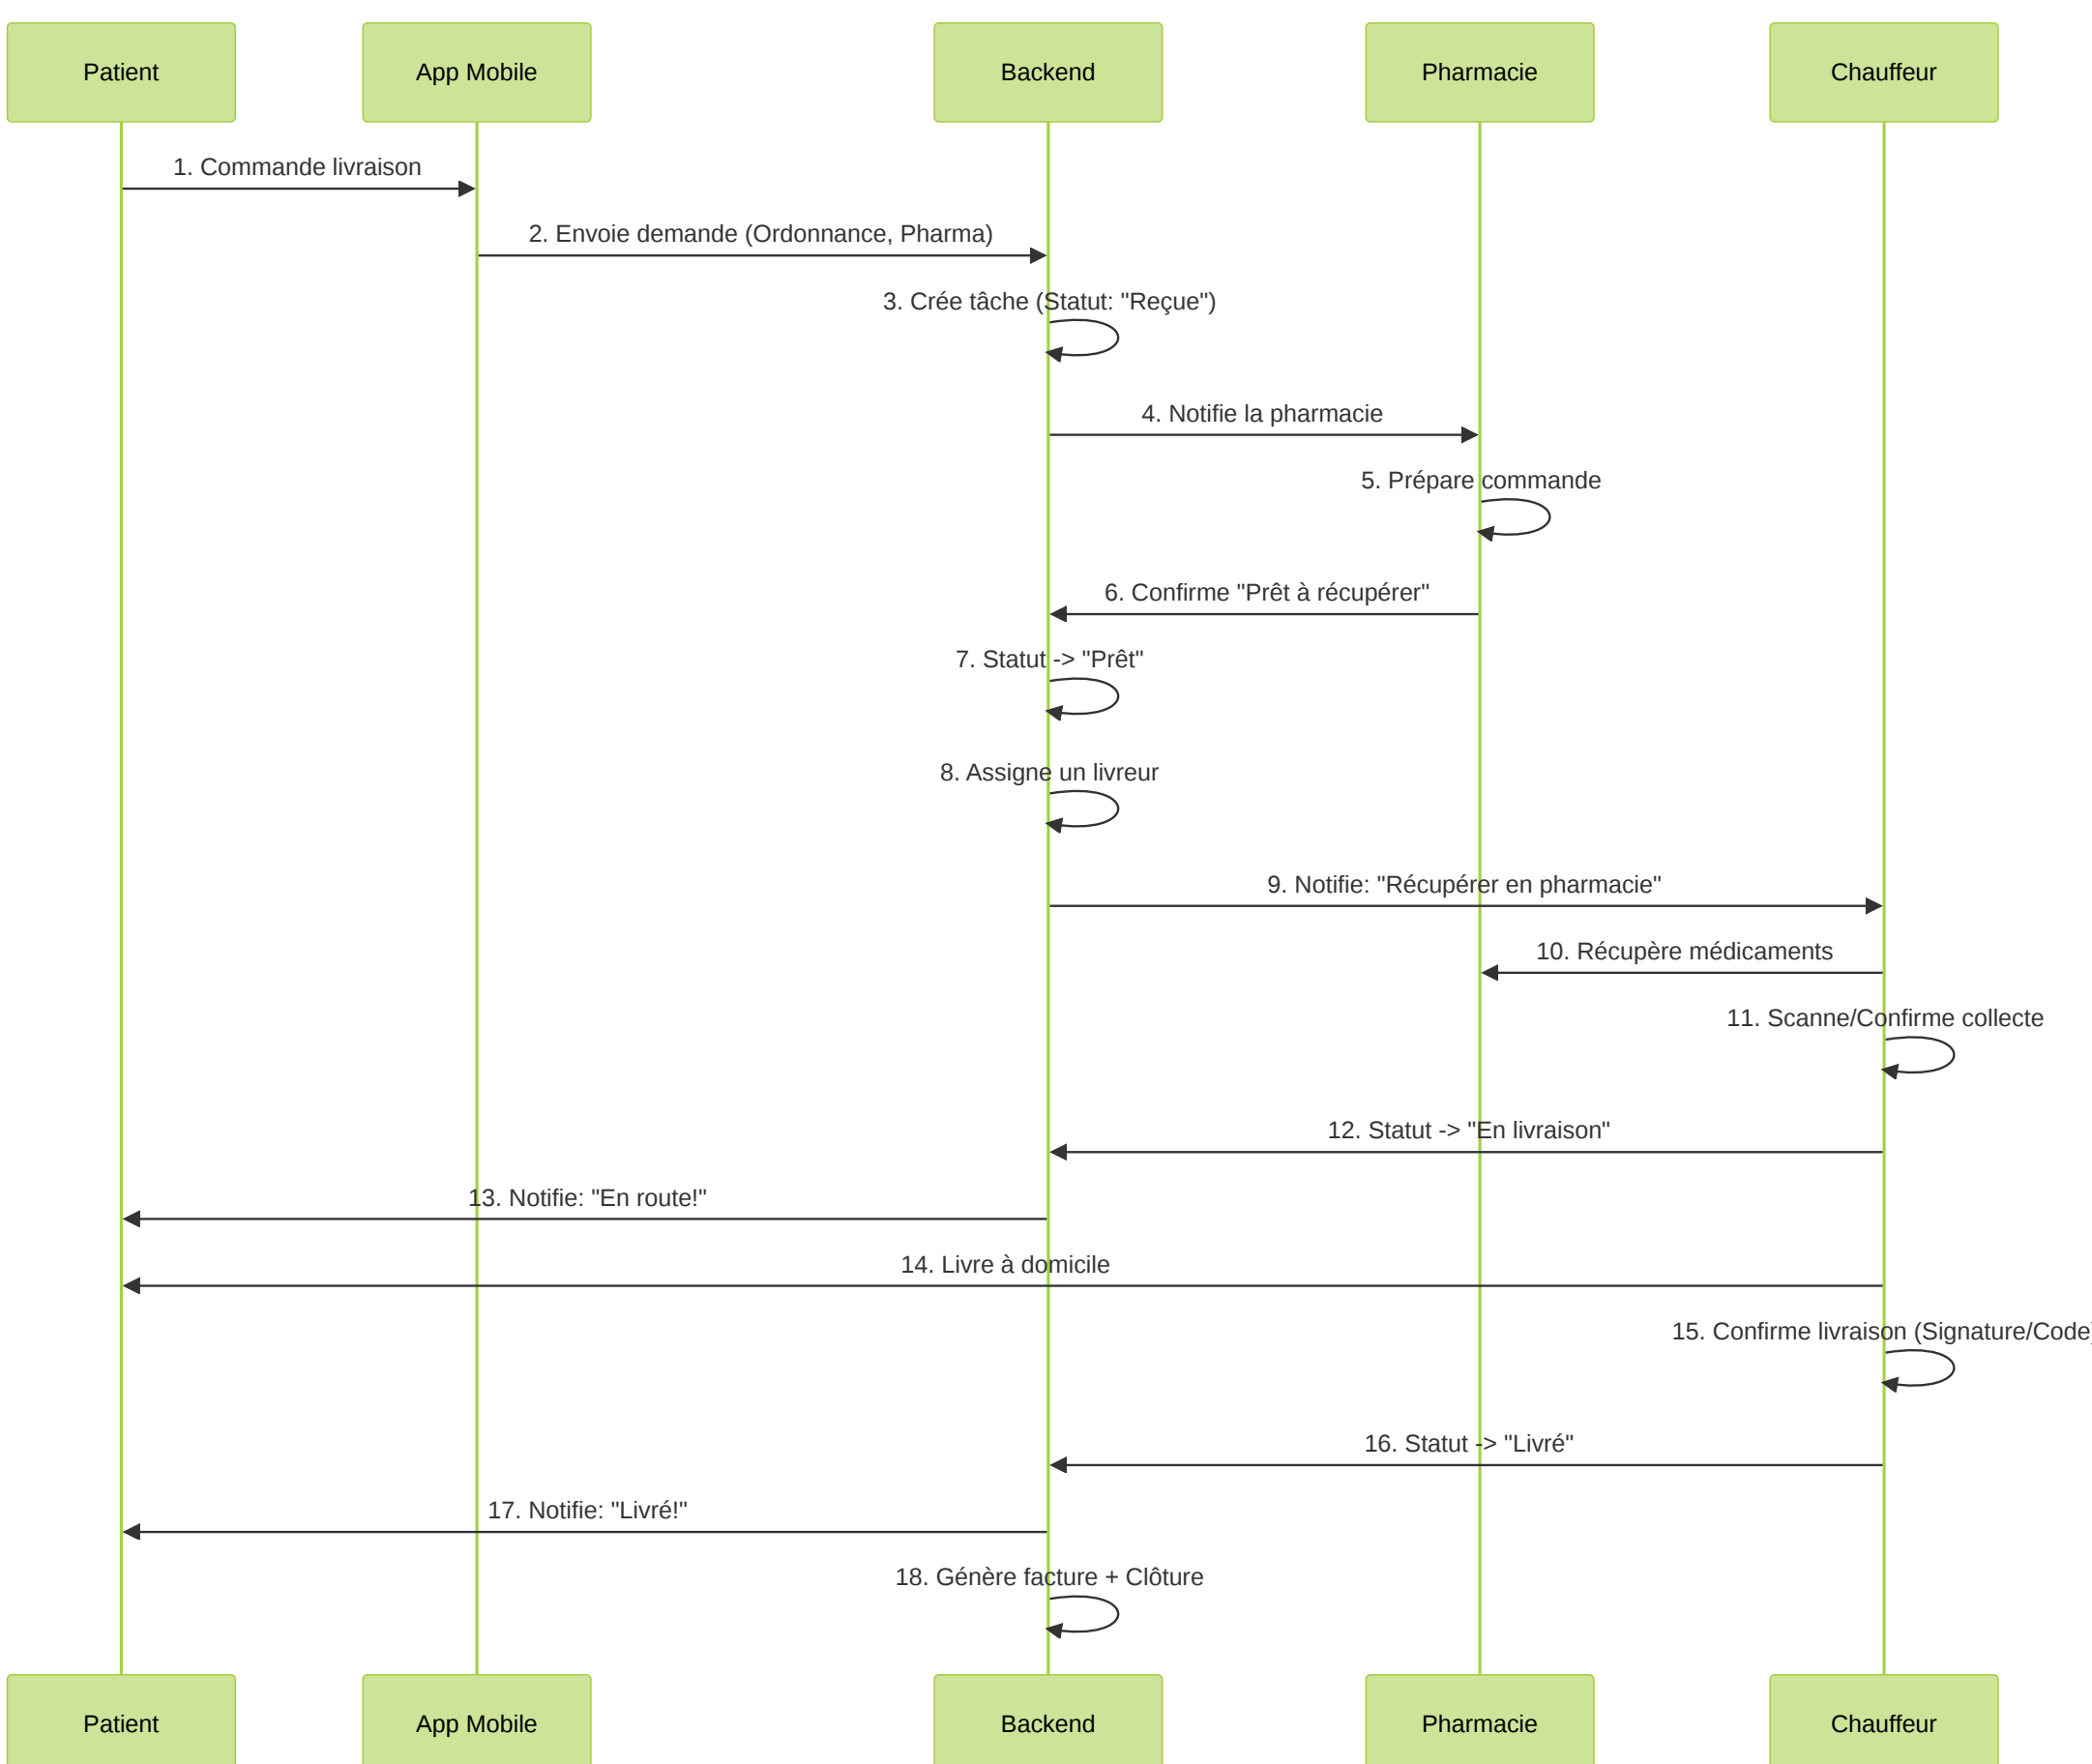 Patient
App Mobile
Backend
Pharmacie
Chauffeur
1. Commande livraison
2. Envoie demande (Ordonnance, Pharma)
3. Crée tâche (Statut: "Reçue")
4. Notifie la pharmacie
5. Prépare commande
6. Confirme "Prêt à récupérer"
7. Statut -> "Prêt"
8. Assigne un livreur
9. Notifie: "Récupérer en pharmacie"
10. Récupère médicaments
11. Scanne/Confirme collecte
12. Statut -> "En livraison"
13. Notifie: "En route!"
14. Livre à domicile
15. Confirme livraison (Signature/Code)
16. Statut -> "Livré"
17. Notifie: "Livré!"
18. Génère facture + Clôture
Patient
App Mobile
Backend
Pharmacie
Chauffeur